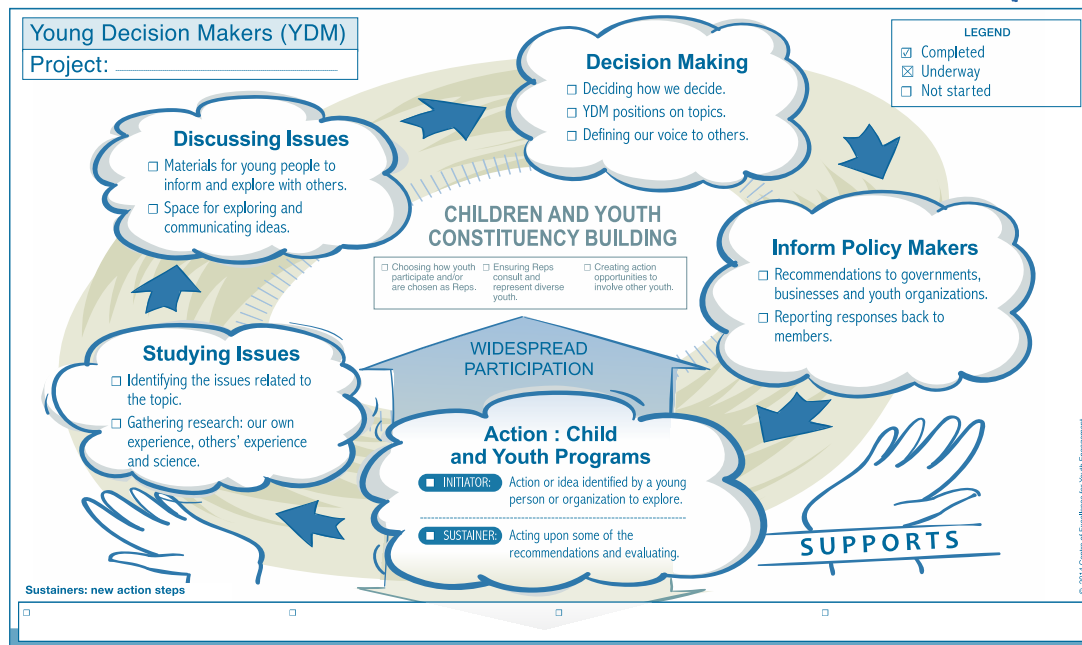 Young Decision Makers (YDM)
Project:
LEGEND
☑ Completed
☒ Underway
☐ Not started
Decision Making
☐ Deciding how we decide.
☐ YDM positions on topics.
☐ Defining our voice to others.
Discussing Issues
☐ Materials for young people to
inform and explore with others.
☐ Space for exploring and
communicating ideas.
CHILDREN AND YOUTH
CONSTITUENCY BUILDING
☐ Choosing how youth
participate and/or
are chosen as Reps.
☐ Ensuring Reps
consult and
represent diverse
youth.
☐ Creating action
opportunities to
involve other youth.
Inform Policy Makers
☐ Recommendations to governments,
businesses and youth organizations.
☐ Reporting responses back to
members.
Studying Issues
☐ Identifying the issues related to
the topic.
☐ Gathering research: our own
experience, others’ experience
and science.
WIDESPREAD
PARTICIPATION
Action : Child
and Youth Programs
INITIATOR: Action or idea identified by a young
person or organization to explore.
SUSTAINER: Acting upon some of the
recommendations and evaluating.
SUPPORTS
Sustainers: new action steps